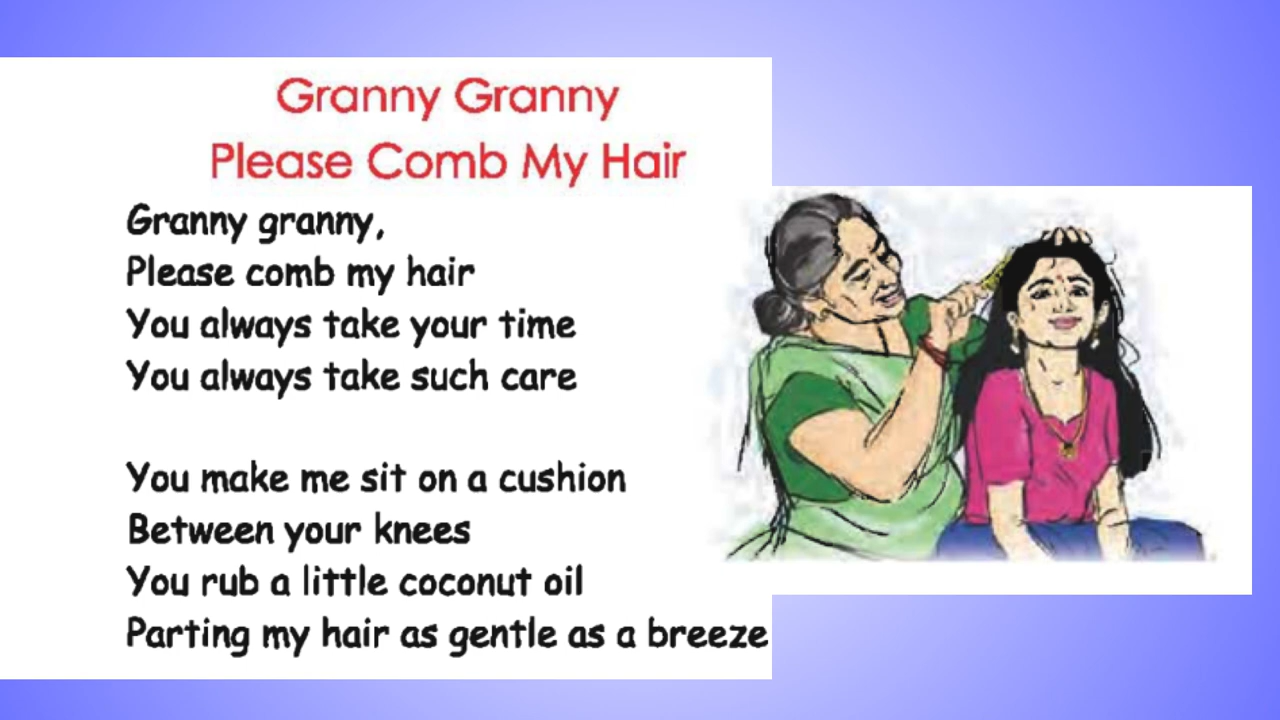 Granny Granny
Please Comb My Hair
Granny granny,
Please comb my hair
You always take your time
You always take such care
You make me sit on a cushion
Between your knees
You rub a little coconut oil
Parting my hair as gentle as a breeze